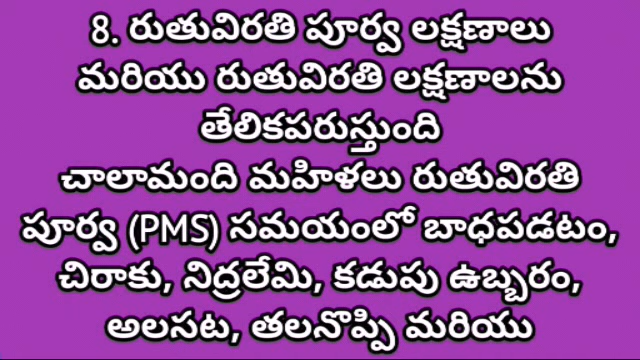 8. రుతువిరతి పూర్వ లక్షణాలు
మరియు రుతువిరతి లక్షణాలను
తేలికపరుస్తుంది
చాలామంది మహిళలు రుతువిరతి
పూర్వ (PMS) సమయంలో బాధపడటం,
చిరాకు, నిద్రలేమి, కడుపు ఉబ్బరం,
అలసట, తలనొప్పి మరియు